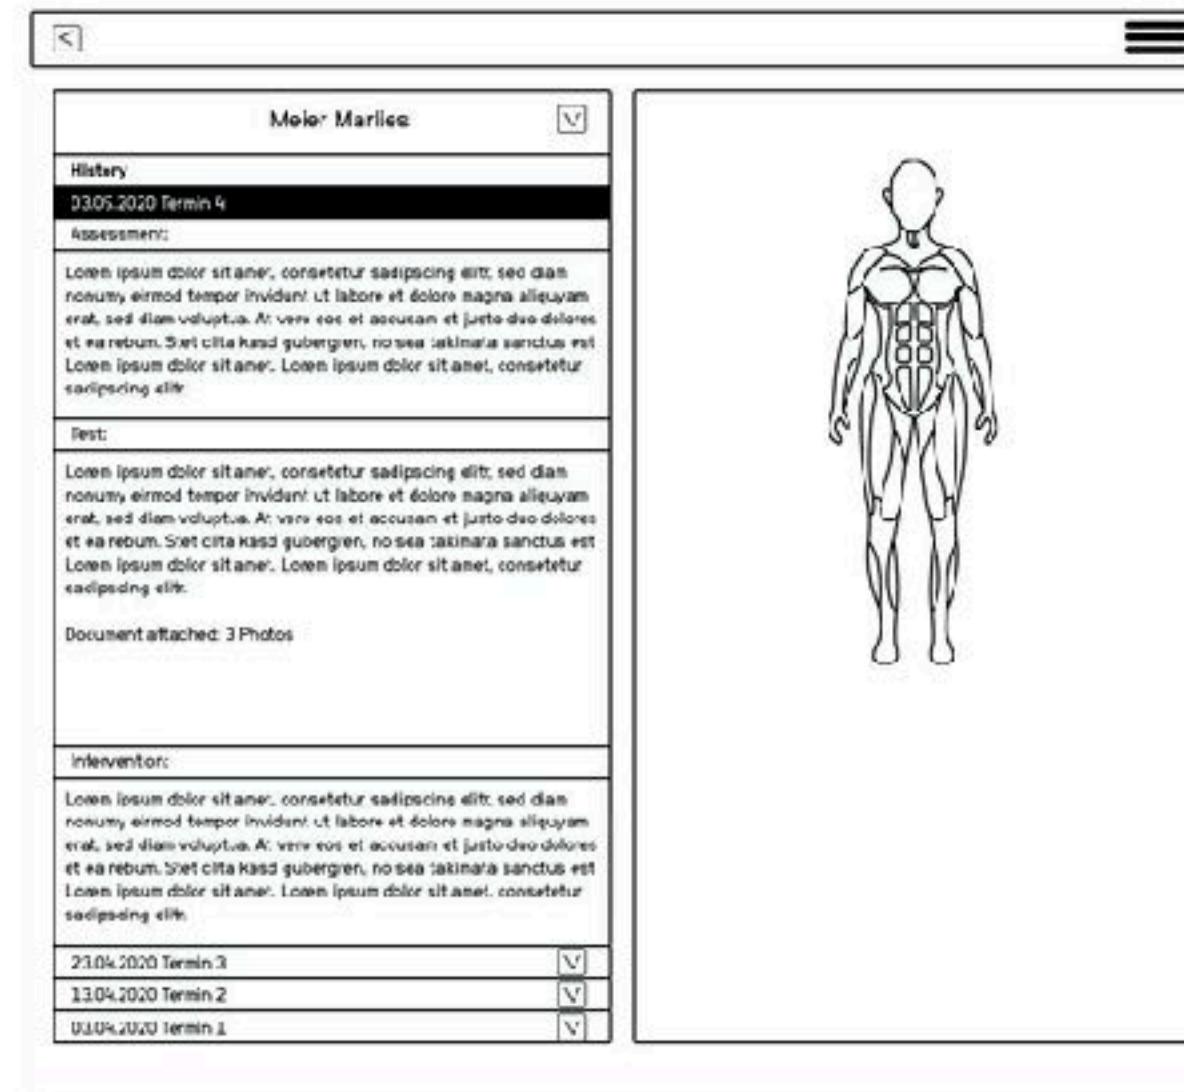 <
Meier Marlies
V
History
03.05.2020 Termin 4
Assessment:
Lorem ipsum dolor sit amet, consetetur sadipscing elitr, sed diam
nonumy eirmod tempor invidunt ut labore et dolore magna aliquyam
erat, sed diam voluptua. At vero eos et accusam et justo duo dolores
et ea rebum. Stet clita kasd gubergren, no sea takimata sanctus est
Lorem ipsum dolor sit amet. Lorem ipsum dolor sit amet, consetetur
sadipscing elitr.
Test:
Lorem ipsum dolor sit amet, consetetur sadipscing elitr, sed diam
nonumy eirmod tempor invidunt ut labore et dolore magna aliquyam
erat, sed diam voluptua. At vero eos et accusam et justo duo dolores
et ea rebum. Stet clita kasd gubergren, no sea takimata sanctus est
Lorem ipsum dolor sit amet. Lorem ipsum dolor sit amet, consetetur
sadipscing elitr.
Document attached: 3 Photos
Intervention:
Lorem ipsum dolor sit amet, consetetur sadipscing elitr, sed diam
nonumy eirmod tempor invidunt ut labore et dolore magna aliquyam
erat, sed diam voluptua. At vero eos et accusam et justo duo dolores
et ea rebum. Stet clita kasd gubergren, no sea takimata sanctus est
Lorem ipsum dolor sit amet. Lorem ipsum dolor sit amet, consetetur
sadipscing elitr.
23.04.2020 Termin 3 V
13.04.2020 Termin 2 V
03.04.2020 Termin 1 V